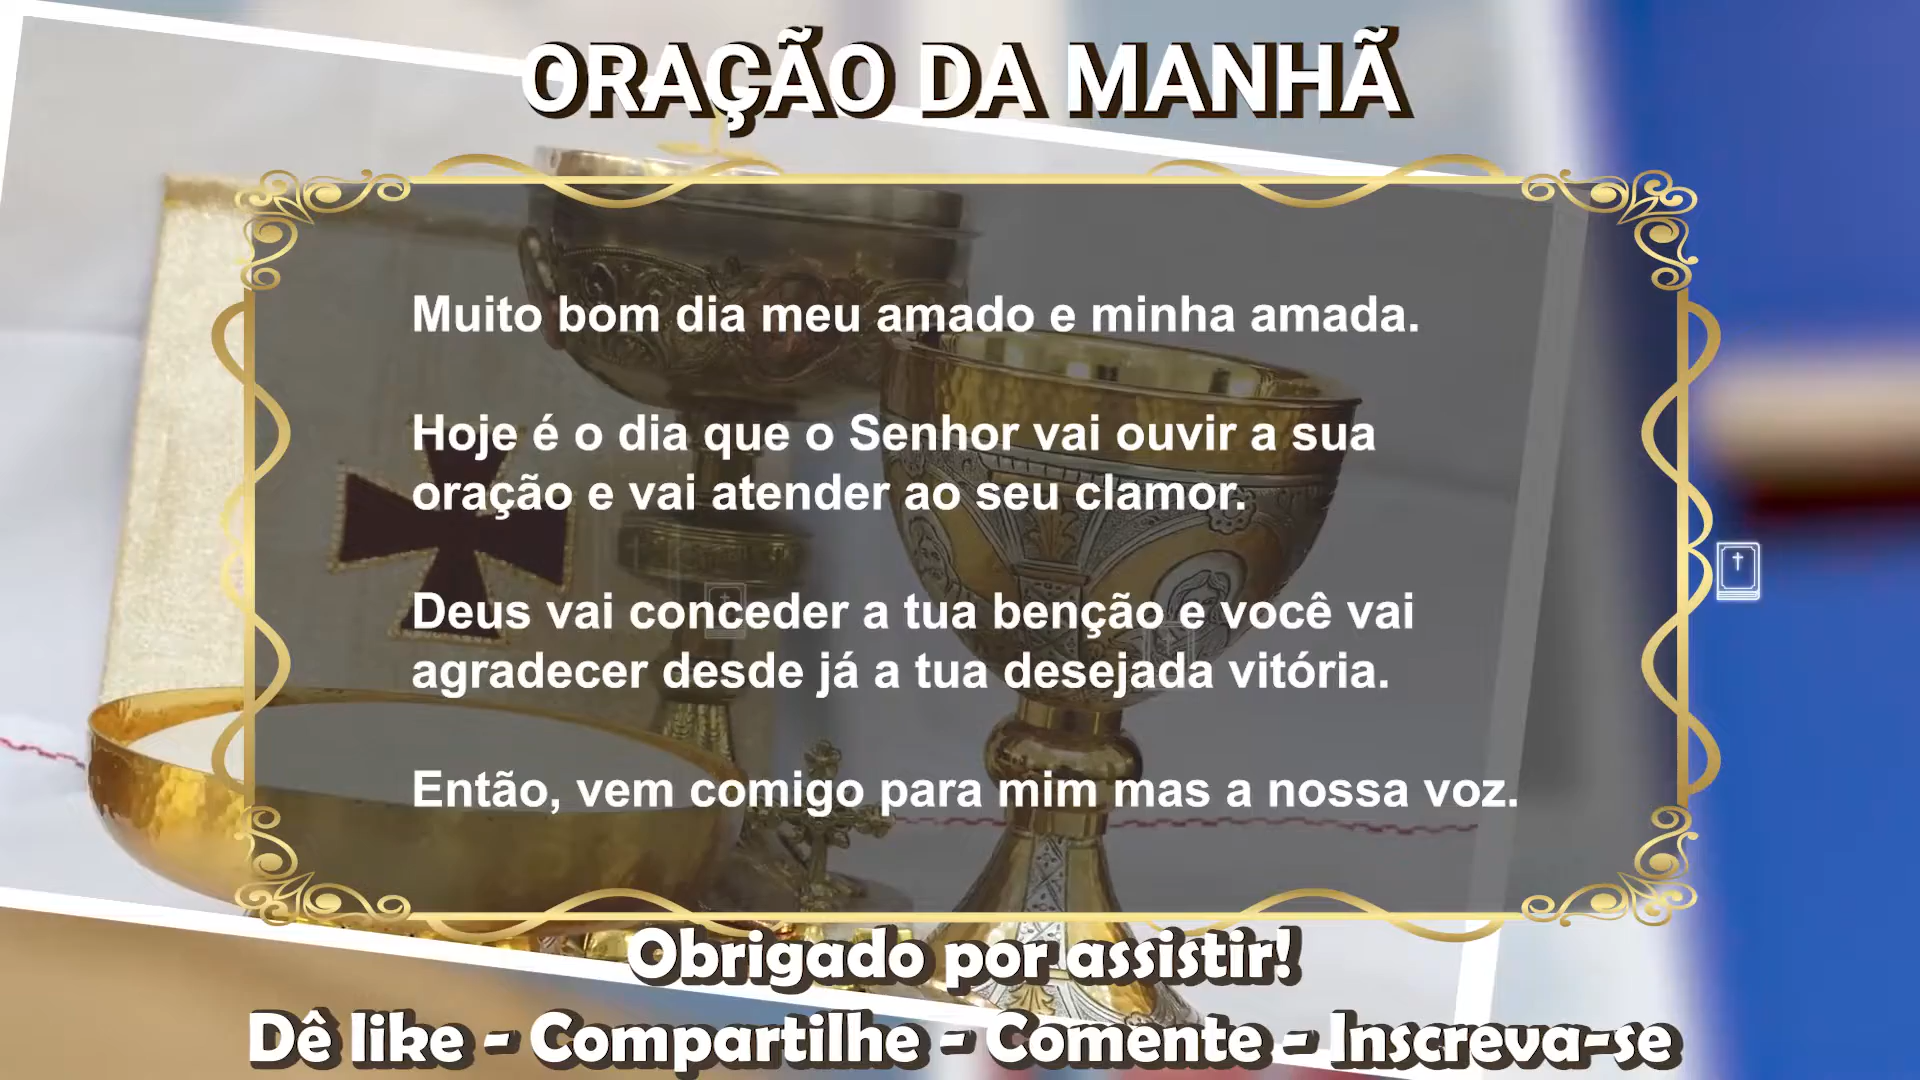 ORAÇÃO DA MANHÃ
Muito bom dia meu amado e minha amada.
Hoje é o dia que o Senhor vai ouvir a sua
oração e vai atender ao seu clamor.
Deus vai conceder a tua benção e você vai
agradecer desde já a tua desejada vitória.
Então, vem comigo para mim mas a nossa voz.
Obrigado por assistir!
Dê like - Compartilhe - Comente - Inscreva-se